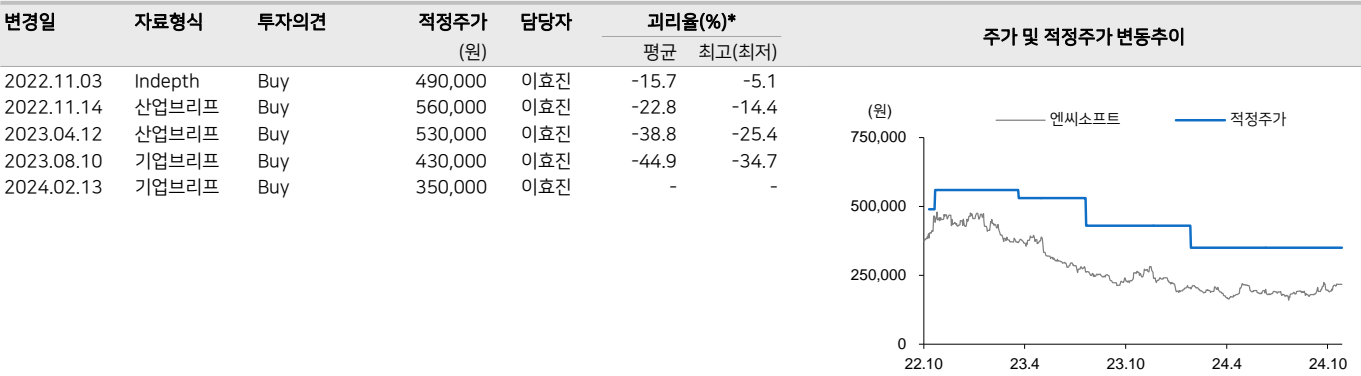 변경일 자료형식 투자의견 적정주가 담당자 괴리율(%)* 주가 및 적정주가 변동추이
(원) 평균 최고(최저)
2022.11.03 Indepth Buy 490,000 이효진 -15.7 -5.1
2022.11.14 산업브리프 Buy 560,000 이효진 -22.8 -14.4
2023.04.12 산업브리프 Buy 530,000 이효진 -38.8 -25.4
2023.08.10 기업브리프 Buy 430,000 이효진 -44.9 -34.7
2024.02.13 기업브리프 Buy 350,000 이효진 - -
(원) 엔씨소프트 적정주가
750,000
500,000
250,000
0
22.10 23.4 23.10 24.4 24.10